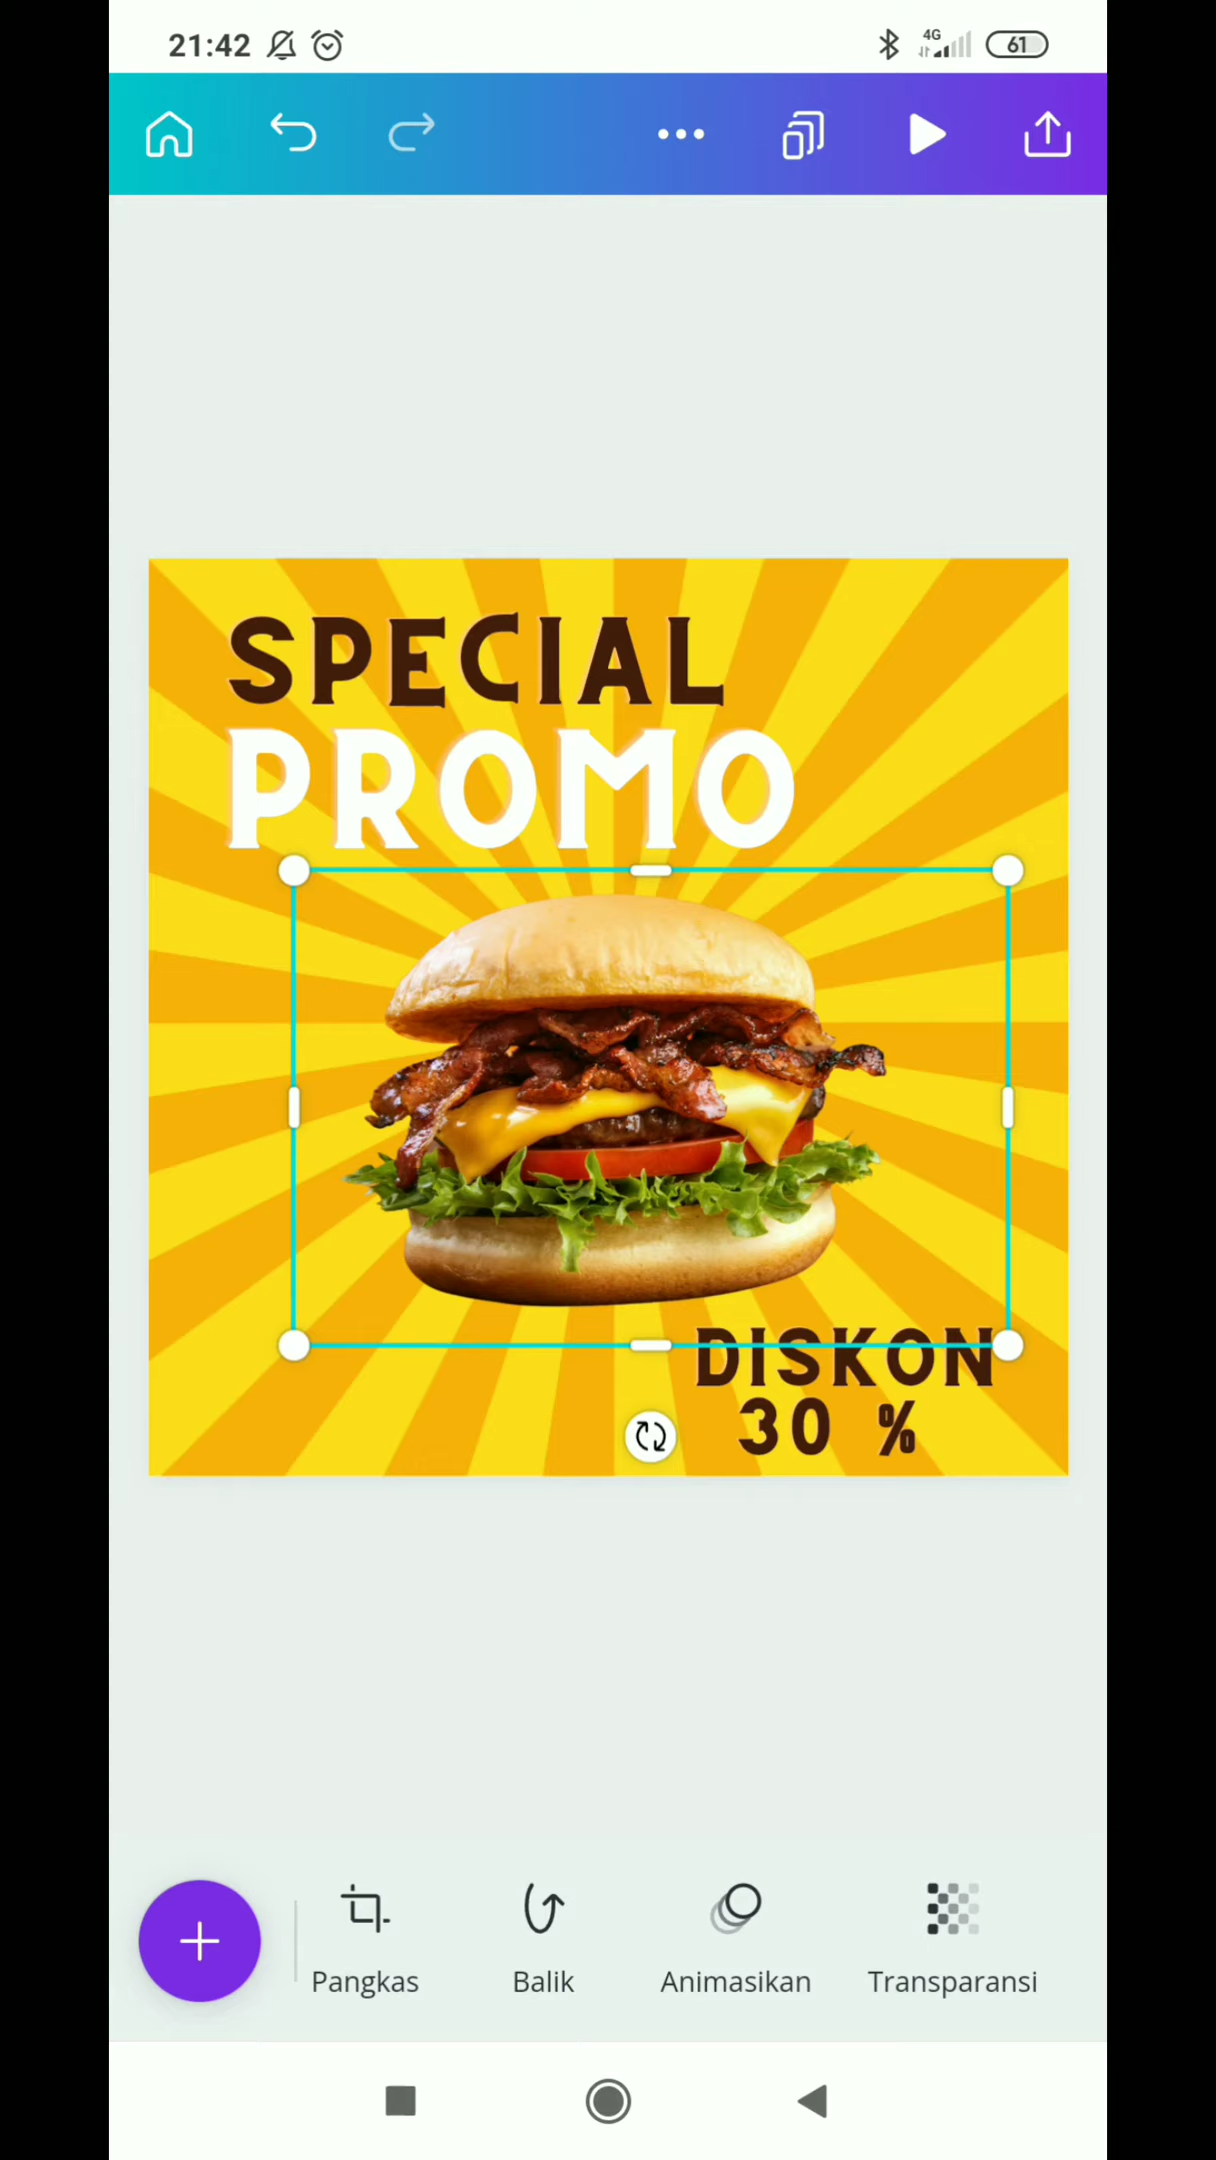 21:42 4G 61
SPECIAL
PROMO
DISKON
30 %
Pangkas Balik Animasikan Transparansi